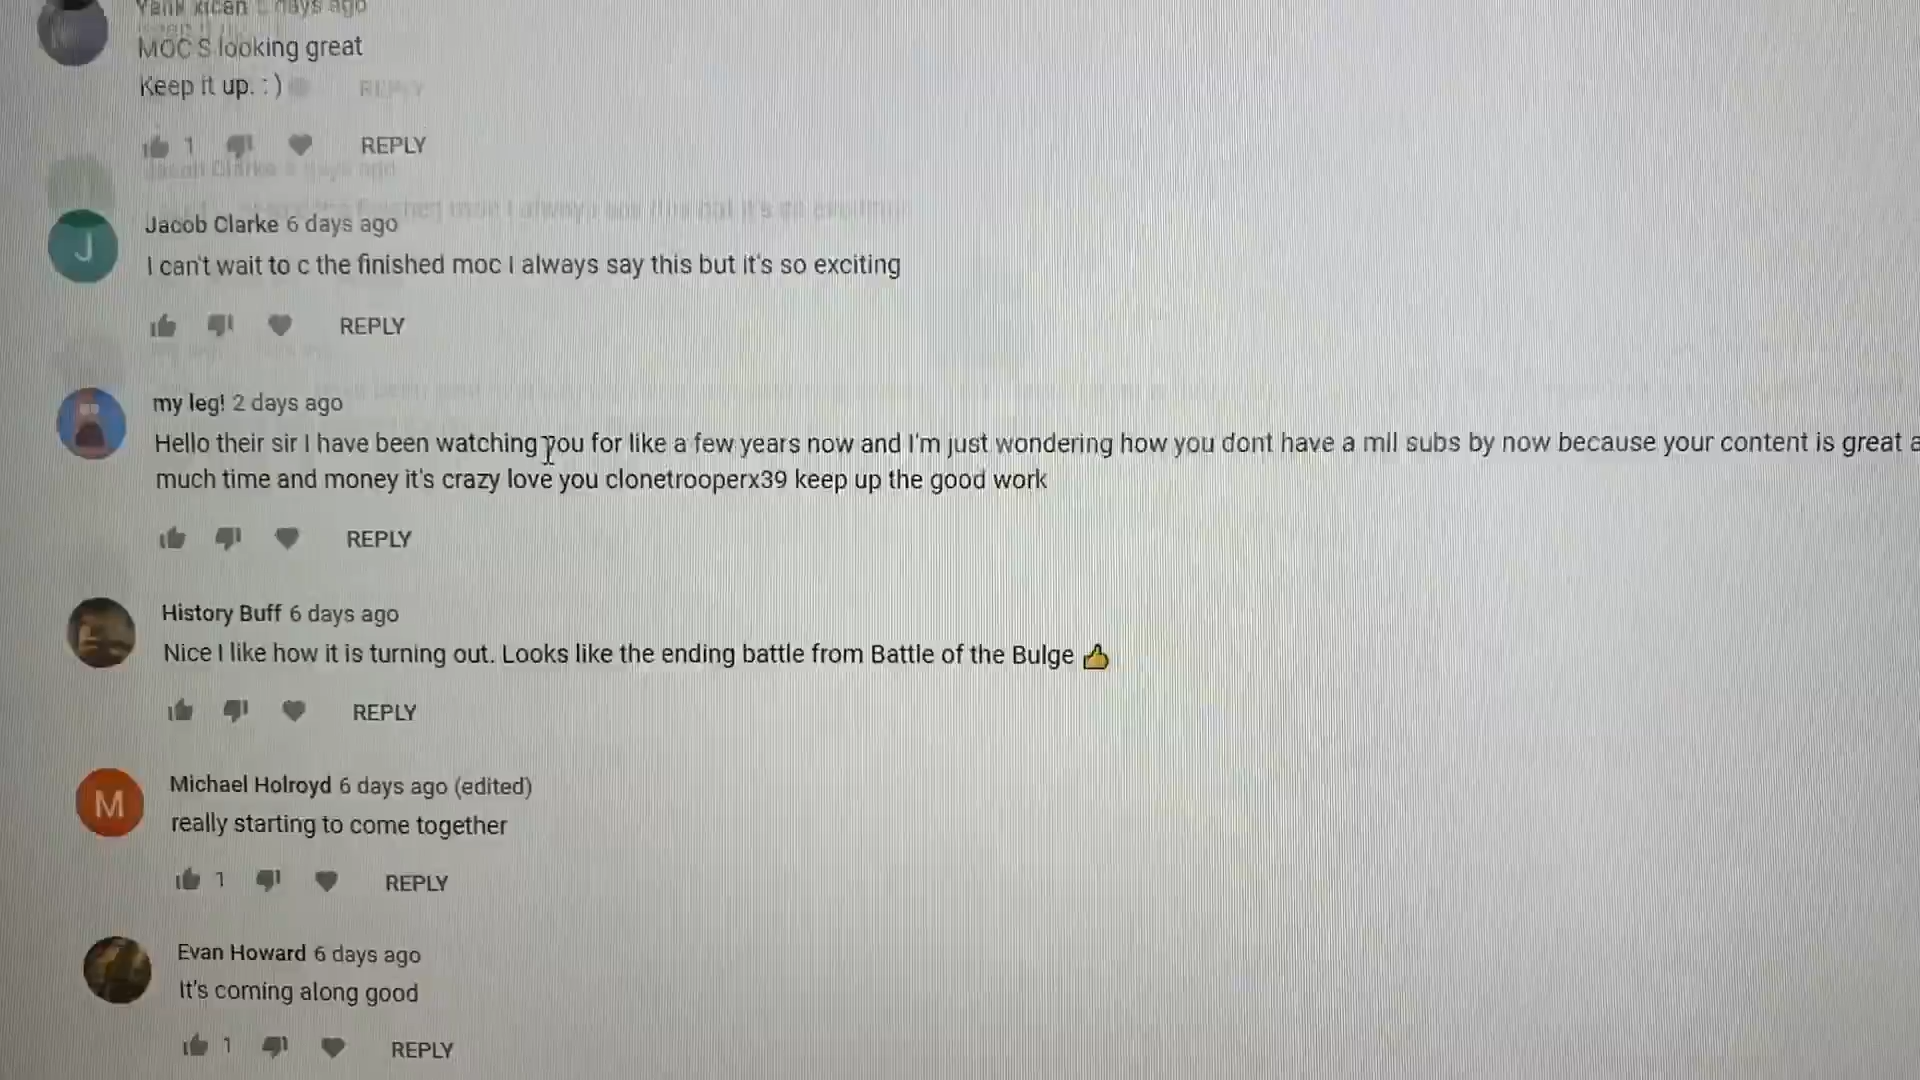 days ago
MOC S looking great
Keep it up. : )
1 REPLY
Jacob Clarke 6 days ago
J
I can't wait to c the finished moc I always say this but it's so exciting
REPLY
my leg! 2 days ago
Hello their sir I have been watching you for like a few years now and I'm just wondering how you dont have a mil subs by now because your content is great a
much time and money it's crazy love you clonetrooperx39 keep up the good work
REPLY
History Buff 6 days ago
Nice I like how it is turning out. Looks like the ending battle from Battle of the Bulge 👍
REPLY
Michael Holroyd 6 days ago (edited)
M
really starting to come together
1 REPLY
Evan Howard 6 days ago
It's coming along good
1 REPLY